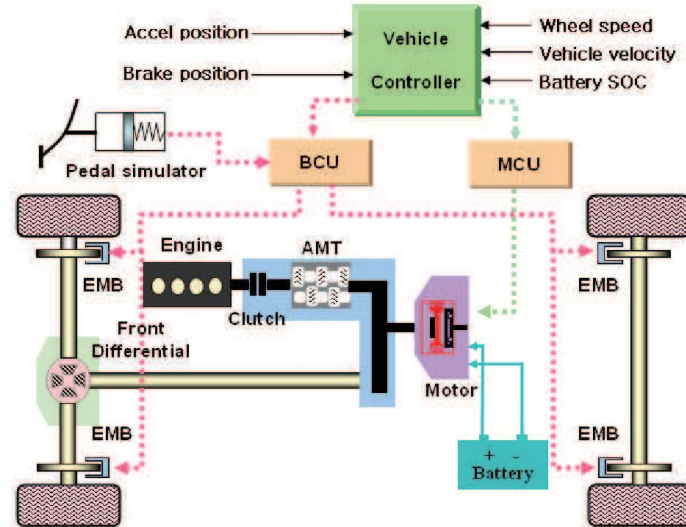 Accel position
Vehicle
Controller
Wheel speed
Vehicle velocity
Brake position
Battery SOC
Pedal simulator
BCU
MCU
Engine
AMT
EMB
EMB
Clutch
Front
Differential
Motor
EMB
EMB
+ -
Battery